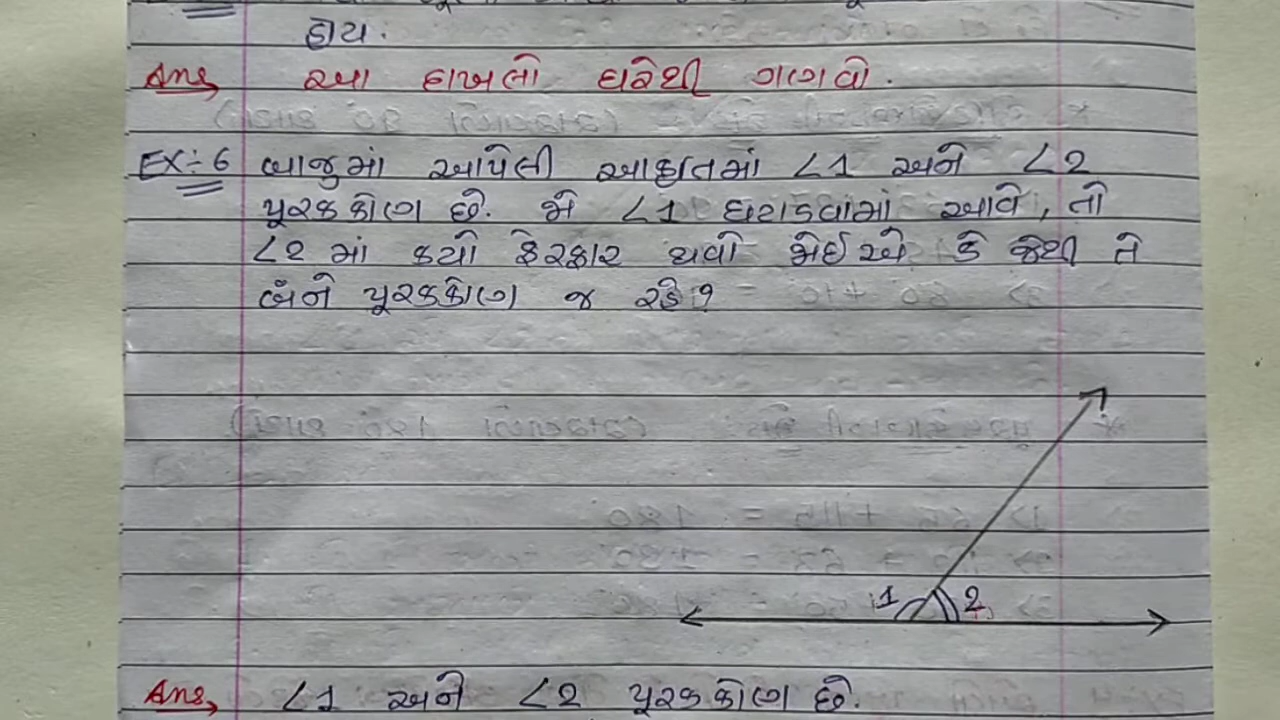 હોય.
Ans, આ દાખલો ઘરેથી ગણવો.
EX÷6 બાજુમાં આપેલી આકૃતિમાં ∠1 અને ∠2
પૂરકકોણ છે. જો ∠1 ઘટાડવામાં આવે, તો
∠2 માં કયો ફેરફાર થવો જોઈએ કે જેથી તે
બંને પૂરકકોણ જ રહે?
1 2
Ans, ∠1 અને ∠2 પૂરકકોણ છે.